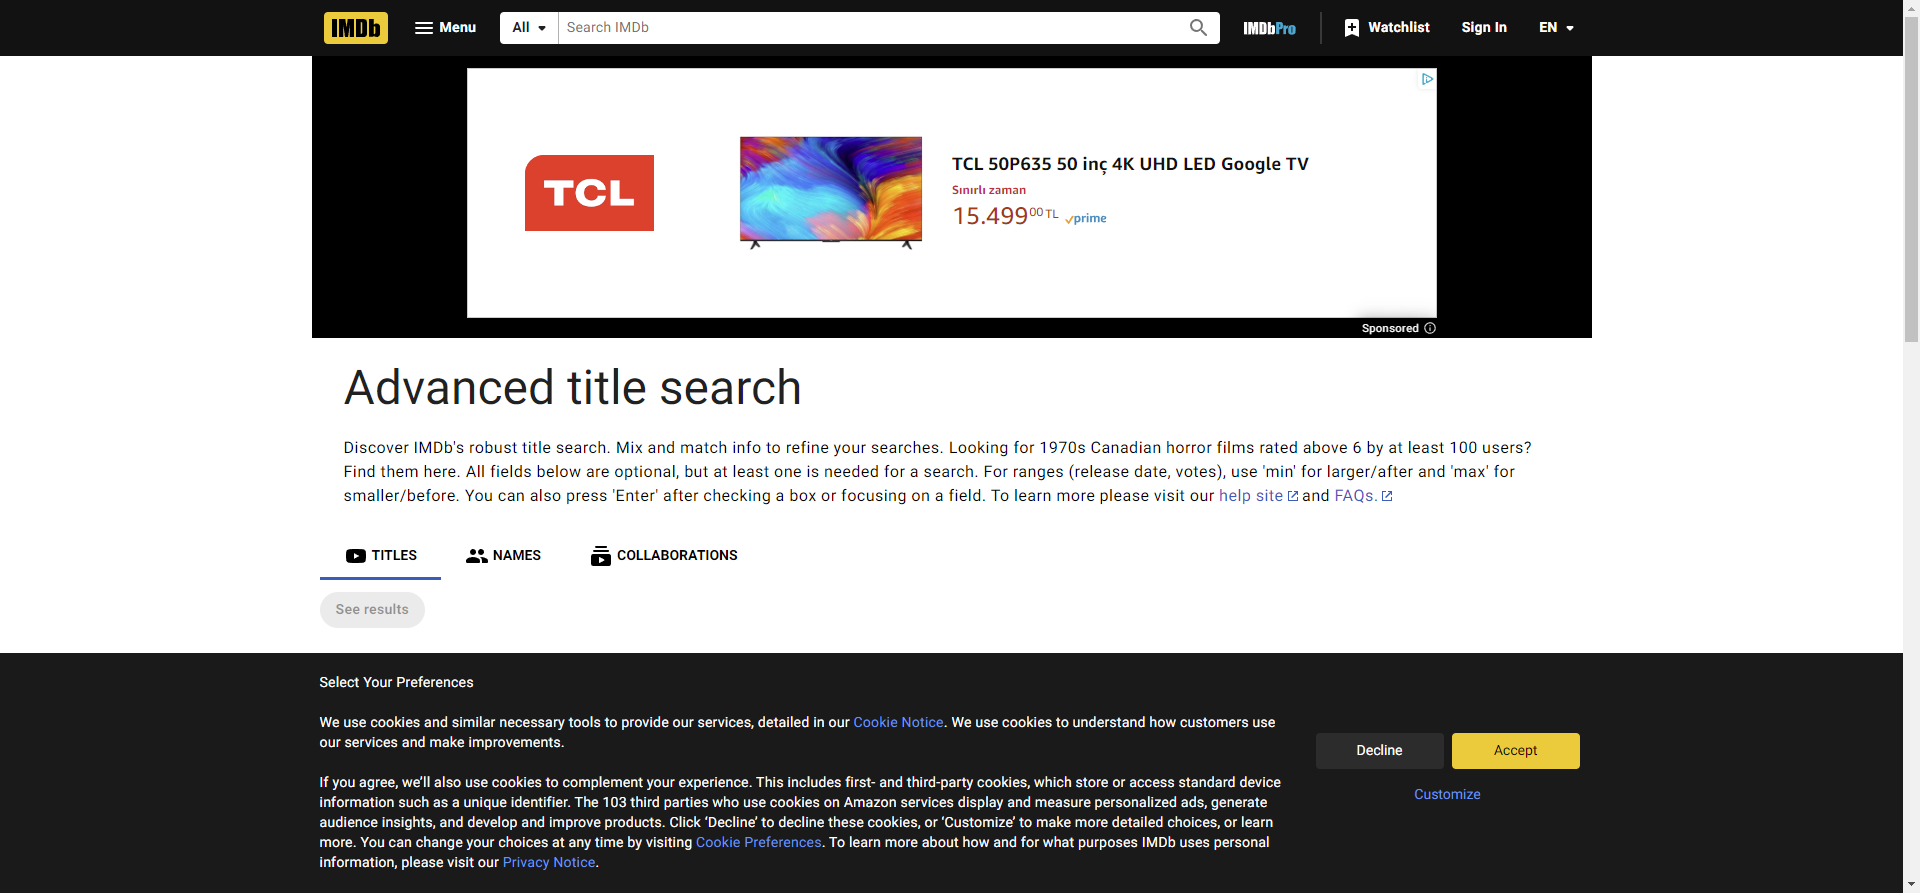 IMDb Menu All Search IMDb IMDbPro Watchlist Sign In EN
TCL
TCL 50P635 50 inç 4K UHD LED Google TV
Sınırlı zaman
15.499 00 TL prime
Sponsored
Advanced title search
Discover IMDb's robust title search. Mix and match info to refine your searches. Looking for 1970s Canadian horror films rated above 6 by at least 100 users?
Find them here. All fields below are optional, but at least one is needed for a search. For ranges (release date, votes), use 'min' for larger/after and 'max' for
smaller/before. You can also press 'Enter' after checking a box or focusing on a field. To learn more please visit our help site and FAQs.
TITLES NAMES COLLABORATIONS
See results
Select Your Preferences
We use cookies and similar necessary tools to provide our services, detailed in our Cookie Notice. We use cookies to understand how customers use
our services and make improvements.
If you agree, we’ll also use cookies to complement your experience. This includes first- and third-party cookies, which store or access standard device
information such as a unique identifier. The 103 third parties who use cookies on Amazon services display and measure personalized ads, generate
audience insights, and develop and improve products. Click ‘Decline’ to decline these cookies, or ‘Customize’ to make more detailed choices, or learn
more. You can change your choices at any time by visiting Cookie Preferences. To learn more about how and for what purposes IMDb uses personal
information, please visit our Privacy Notice.
Decline Accept
Customize